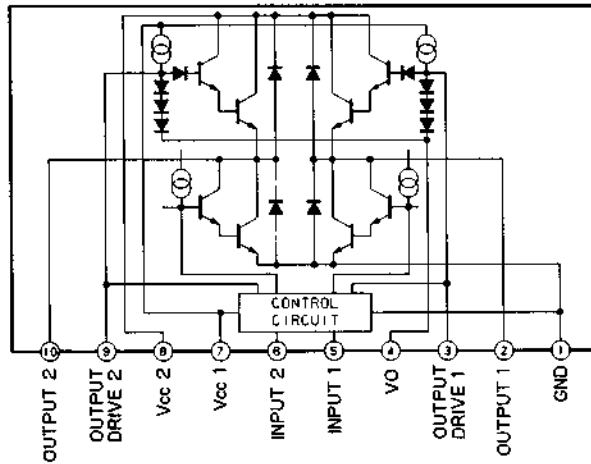 CONTROL
CIRCUIT
10
9
8
7
6
5
4
3
2
1
OUTPUT 2
OUTPUT
DRIVE 2
Vcc 2
Vcc 1
INPUT 2
INPUT 1
VO
OUTPUT
DRIVE 1
OUTPUT 1
GND